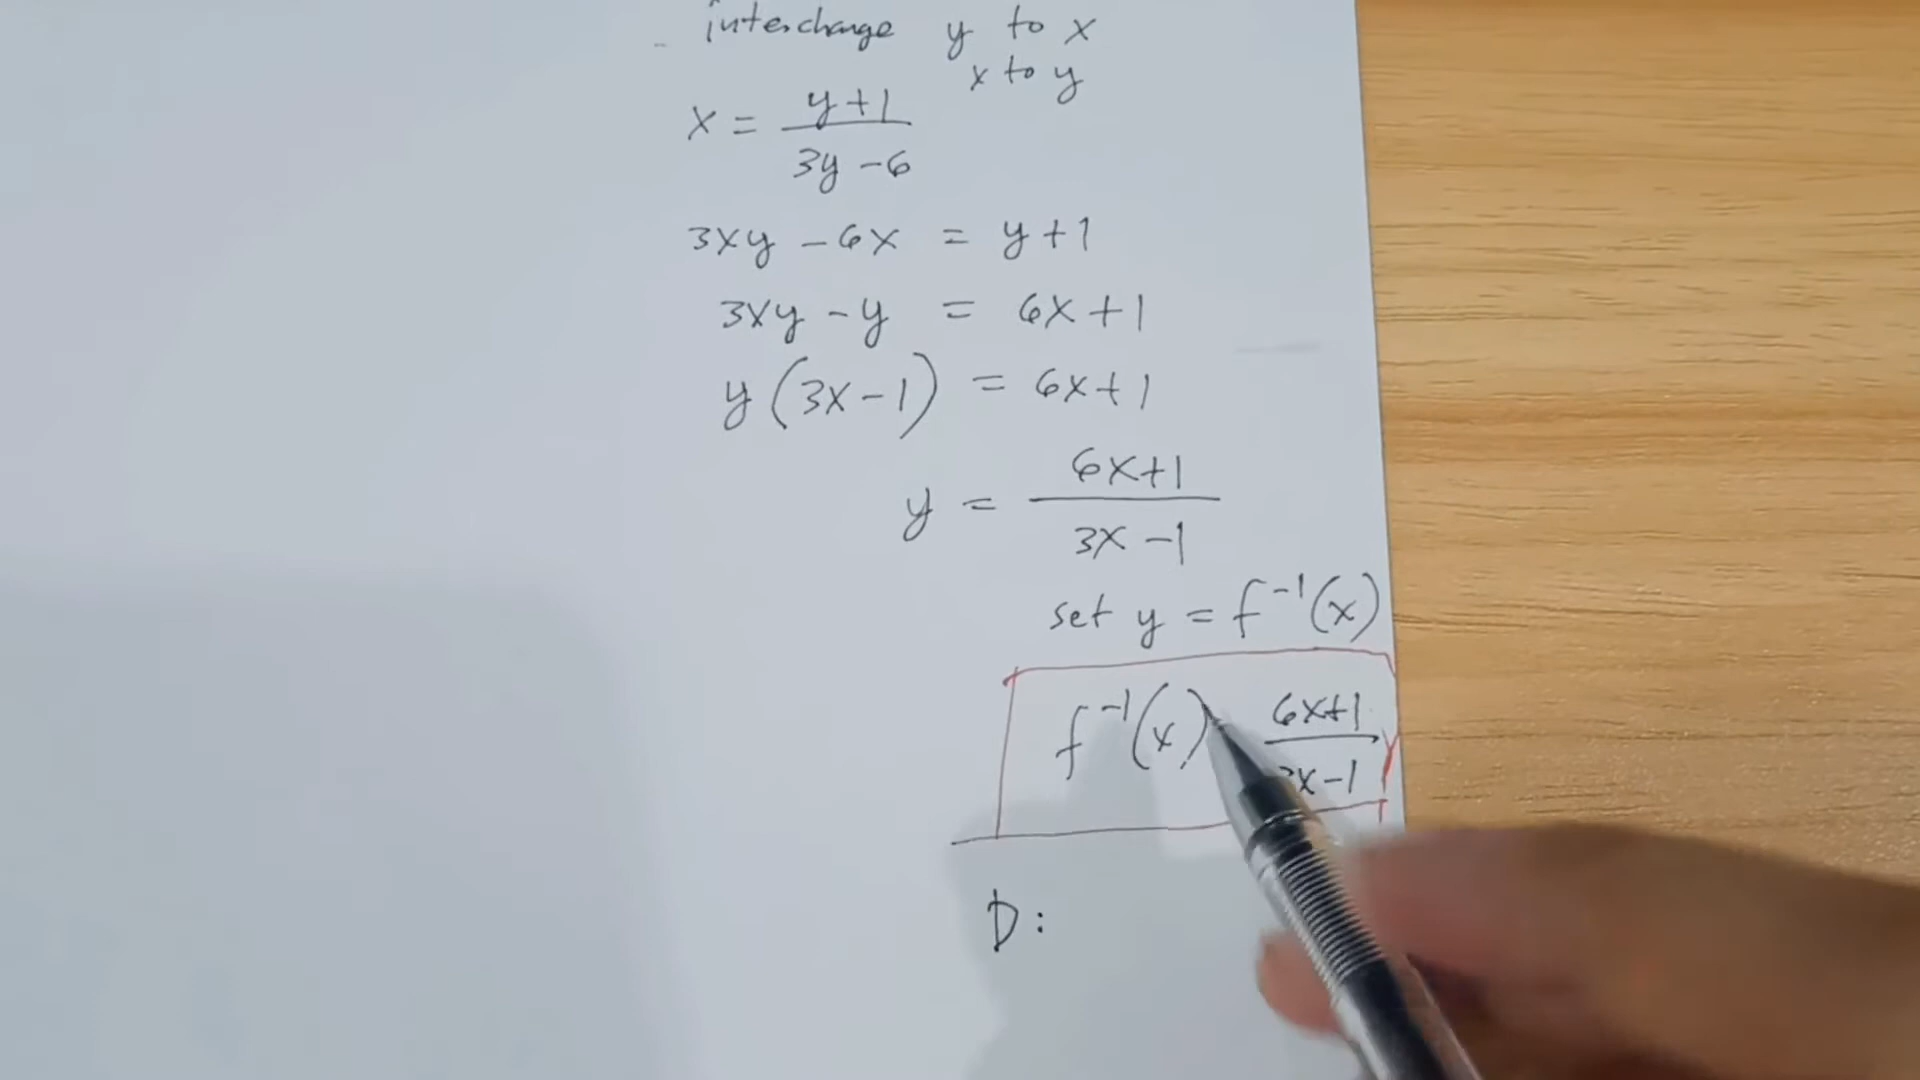 interchange y to x
x to y
x = y+1 / 3y -6
3xy - 6x = y+1
3xy - y = 6x+1
y(3x-1) = 6x+1
y = 6x+1 / 3x-1
set y = f⁻¹(x)
f⁻¹(x) 6x+1 / x-1
D: